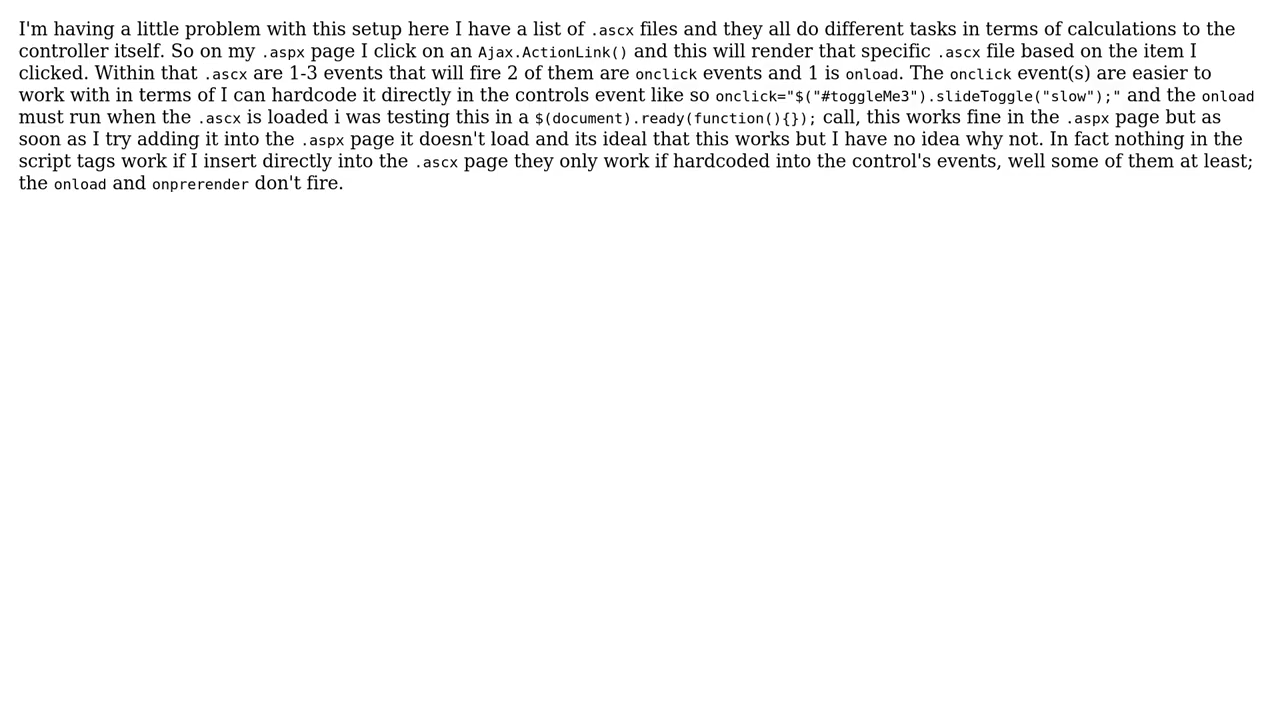 I'm having a little problem with this setup here I have a list of .ascx files and they all do different tasks in terms of calculations to the
controller itself. So on my .aspx page I click on an Ajax.ActionLink() and this will render that specific .ascx file based on the item I
clicked. Within that .ascx are 1-3 events that will fire 2 of them are onclick events and 1 is onload. The onclick event(s) are easier to
work with in terms of I can hardcode it directly in the controls event like so onclick="$("#toggleMe3").slideToggle("slow");" and the onload
must run when the .ascx is loaded i was testing this in a $(document).ready(function(){}); call, this works fine in the .aspx page but as
soon as I try adding it into the .aspx page it doesn't load and its ideal that this works but I have no idea why not. In fact nothing in the
script tags work if I insert directly into the .ascx page they only work if hardcoded into the control's events, well some of them at least;
the onload and onprerender don't fire.